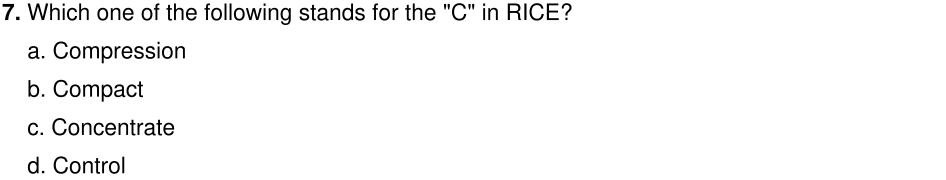 7. Which one of the following stands for the "C" in RICE?
a. Compression
b. Compact
c. Concentrate
d. Control